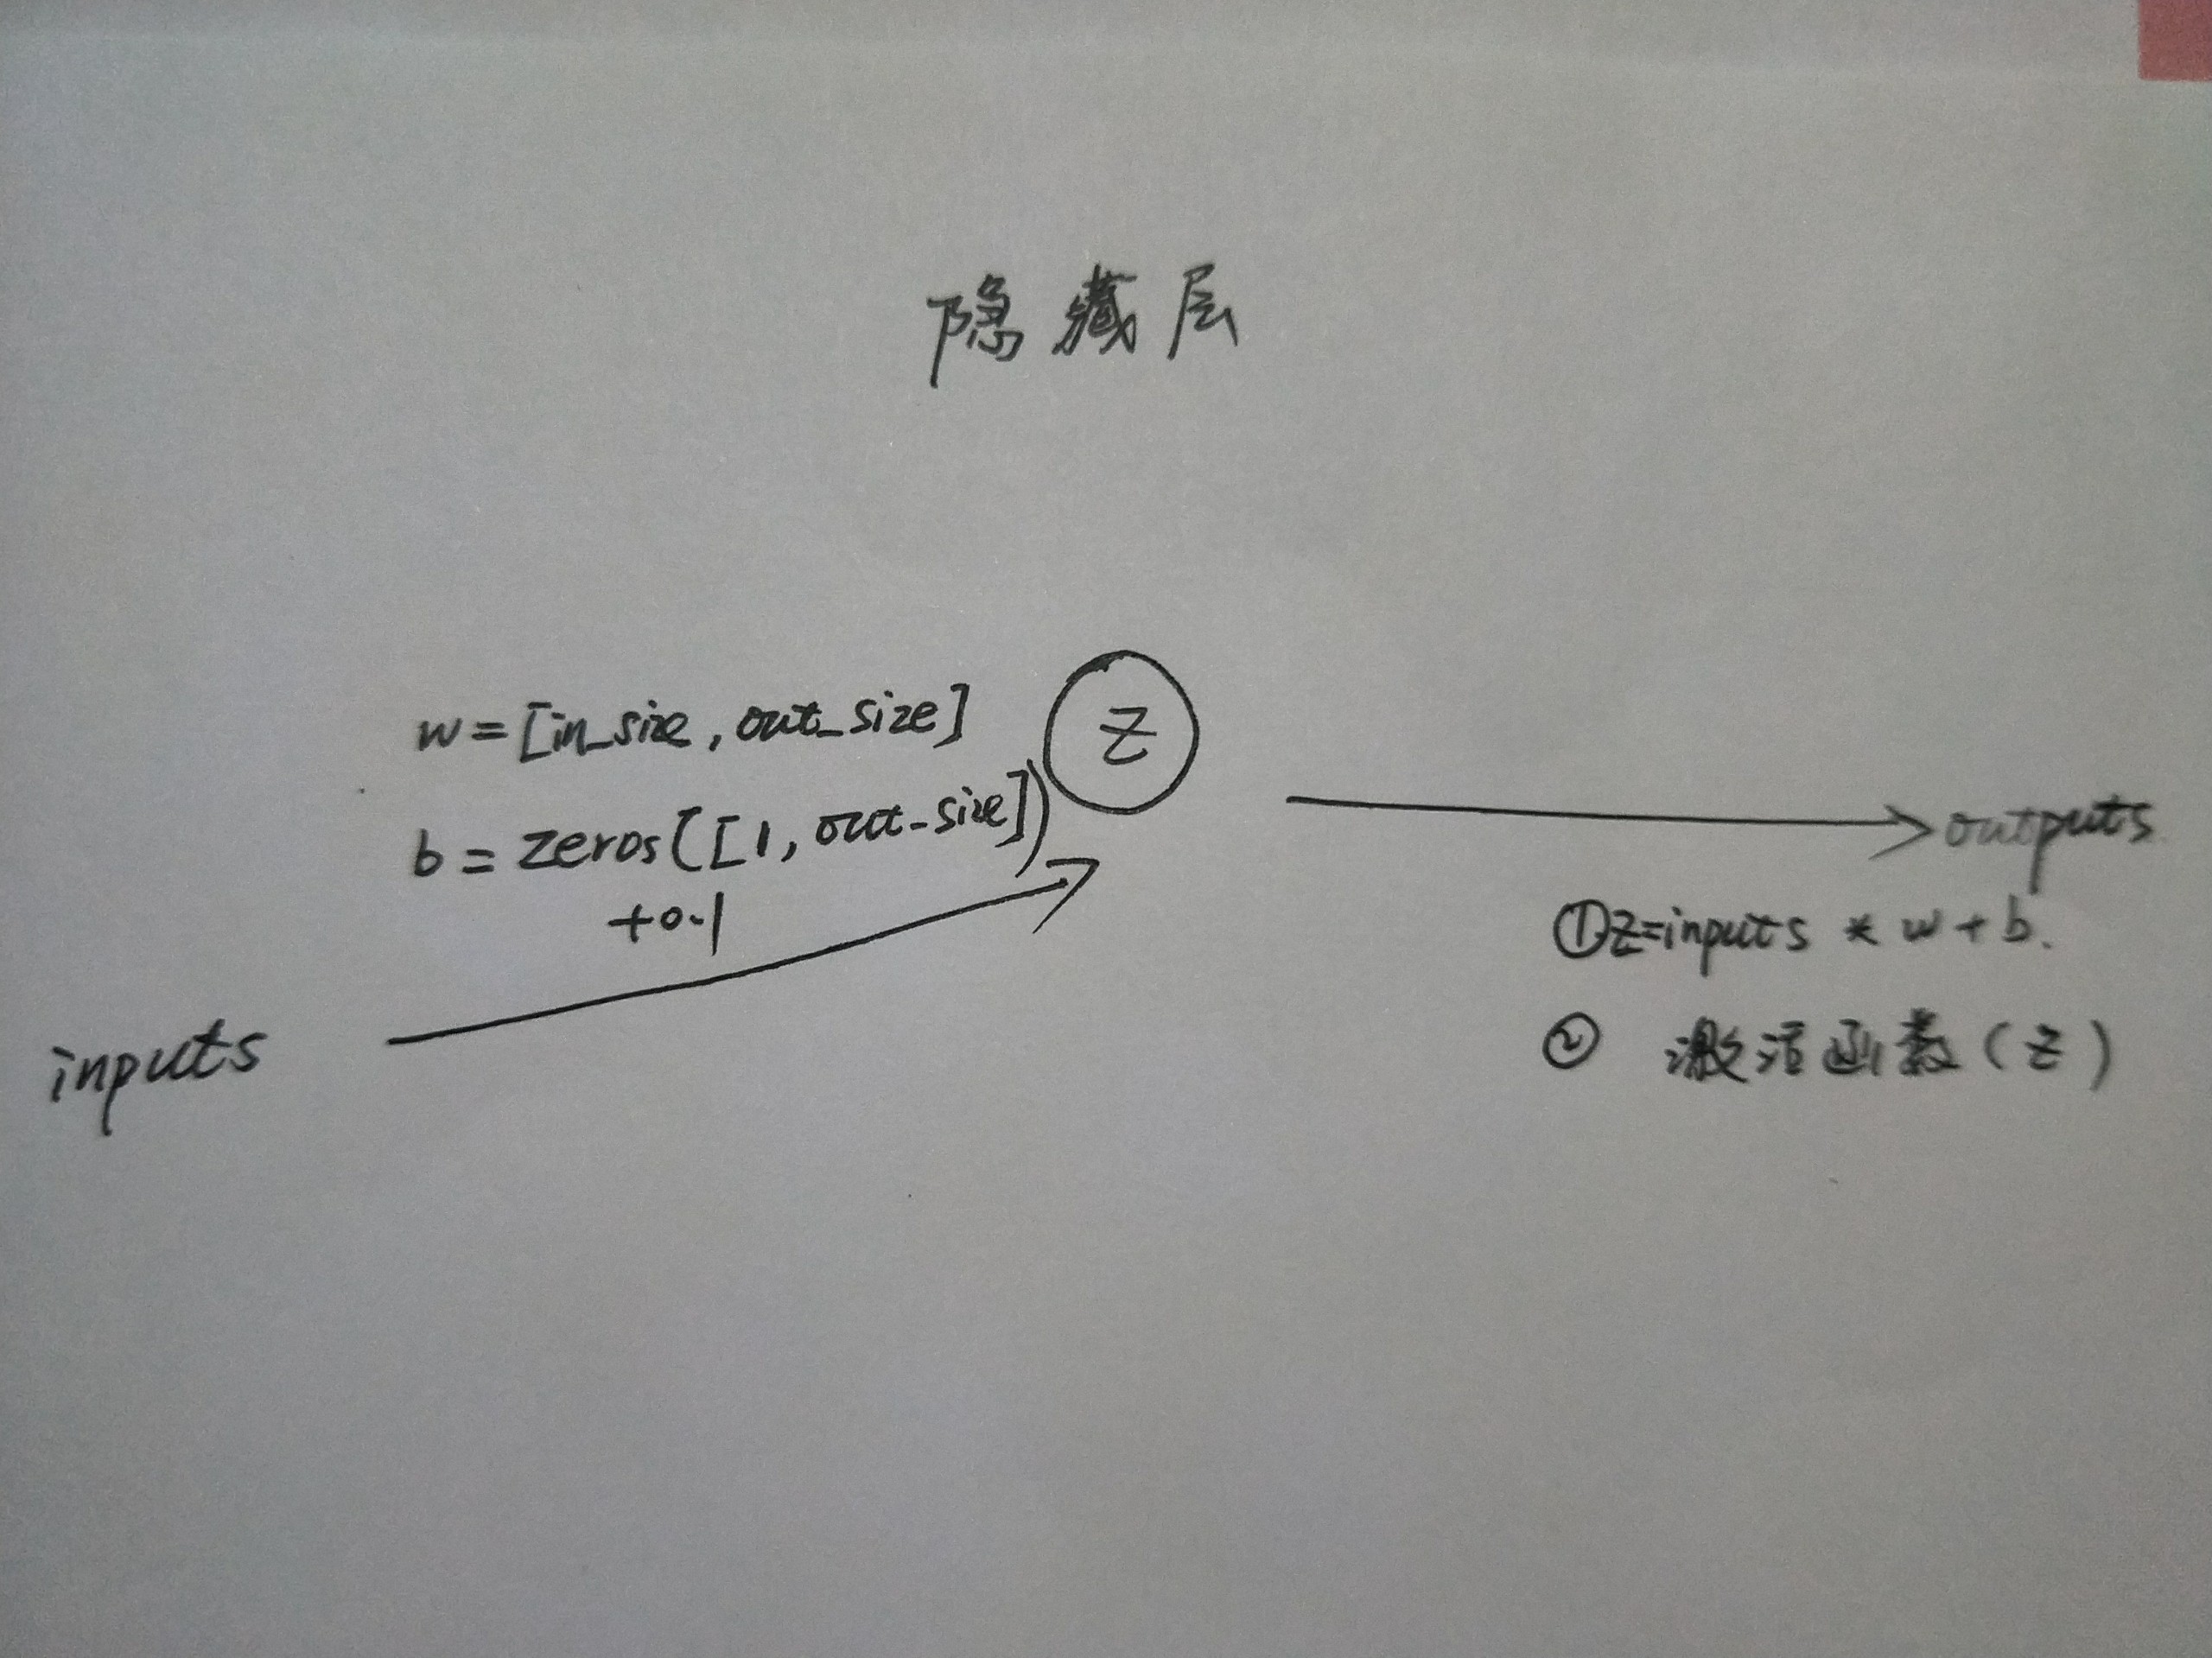 隐藏层
w=[in_size,out_size]
z
b=zeros([1,out-size])
+0.1
outputs
①z=inputs * w+b.
inputs
② 激活函数(z)